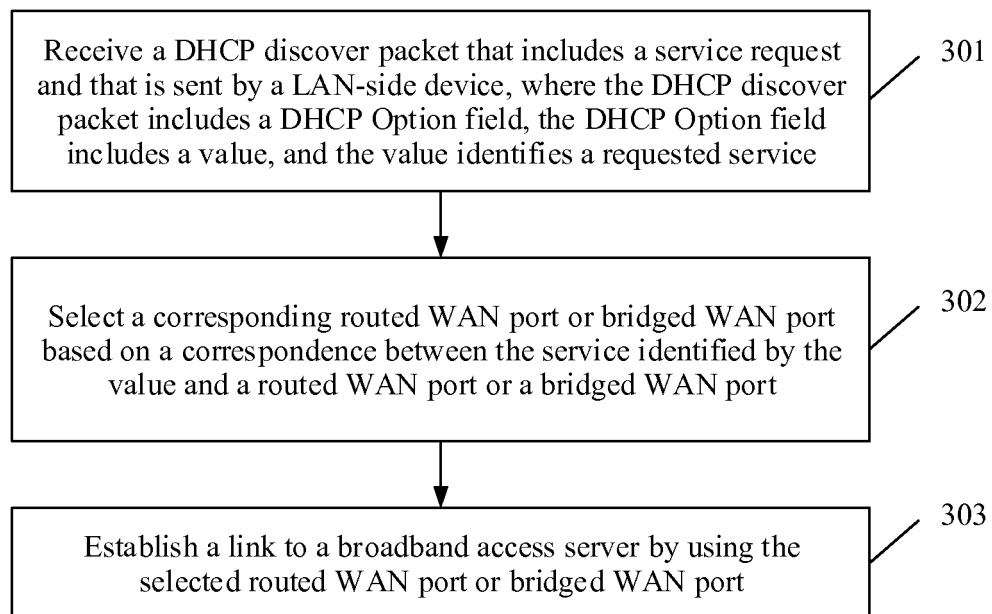 Receive a DHCP discover packet that includes a service request
and that is sent by a LAN-side device, where the DHCP discover
packet includes a DHCP Option field, the DHCP Option field
includes a value, and the value identifies a requested service
301
Select a corresponding routed WAN port or bridged WAN port
based on a correspondence between the service identified by the
value and a routed WAN port or a bridged WAN port
302
Establish a link to a broadband access server by using the
selected routed WAN port or bridged WAN port
303